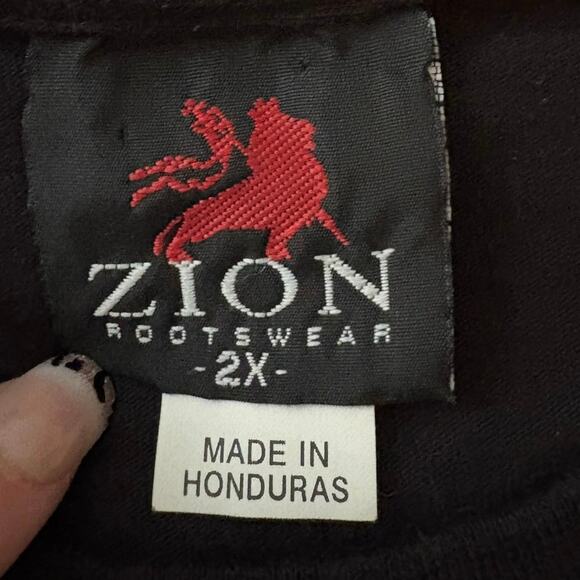 ZION
ROOTSWEAR
-2X-
MADE IN
HONDURAS